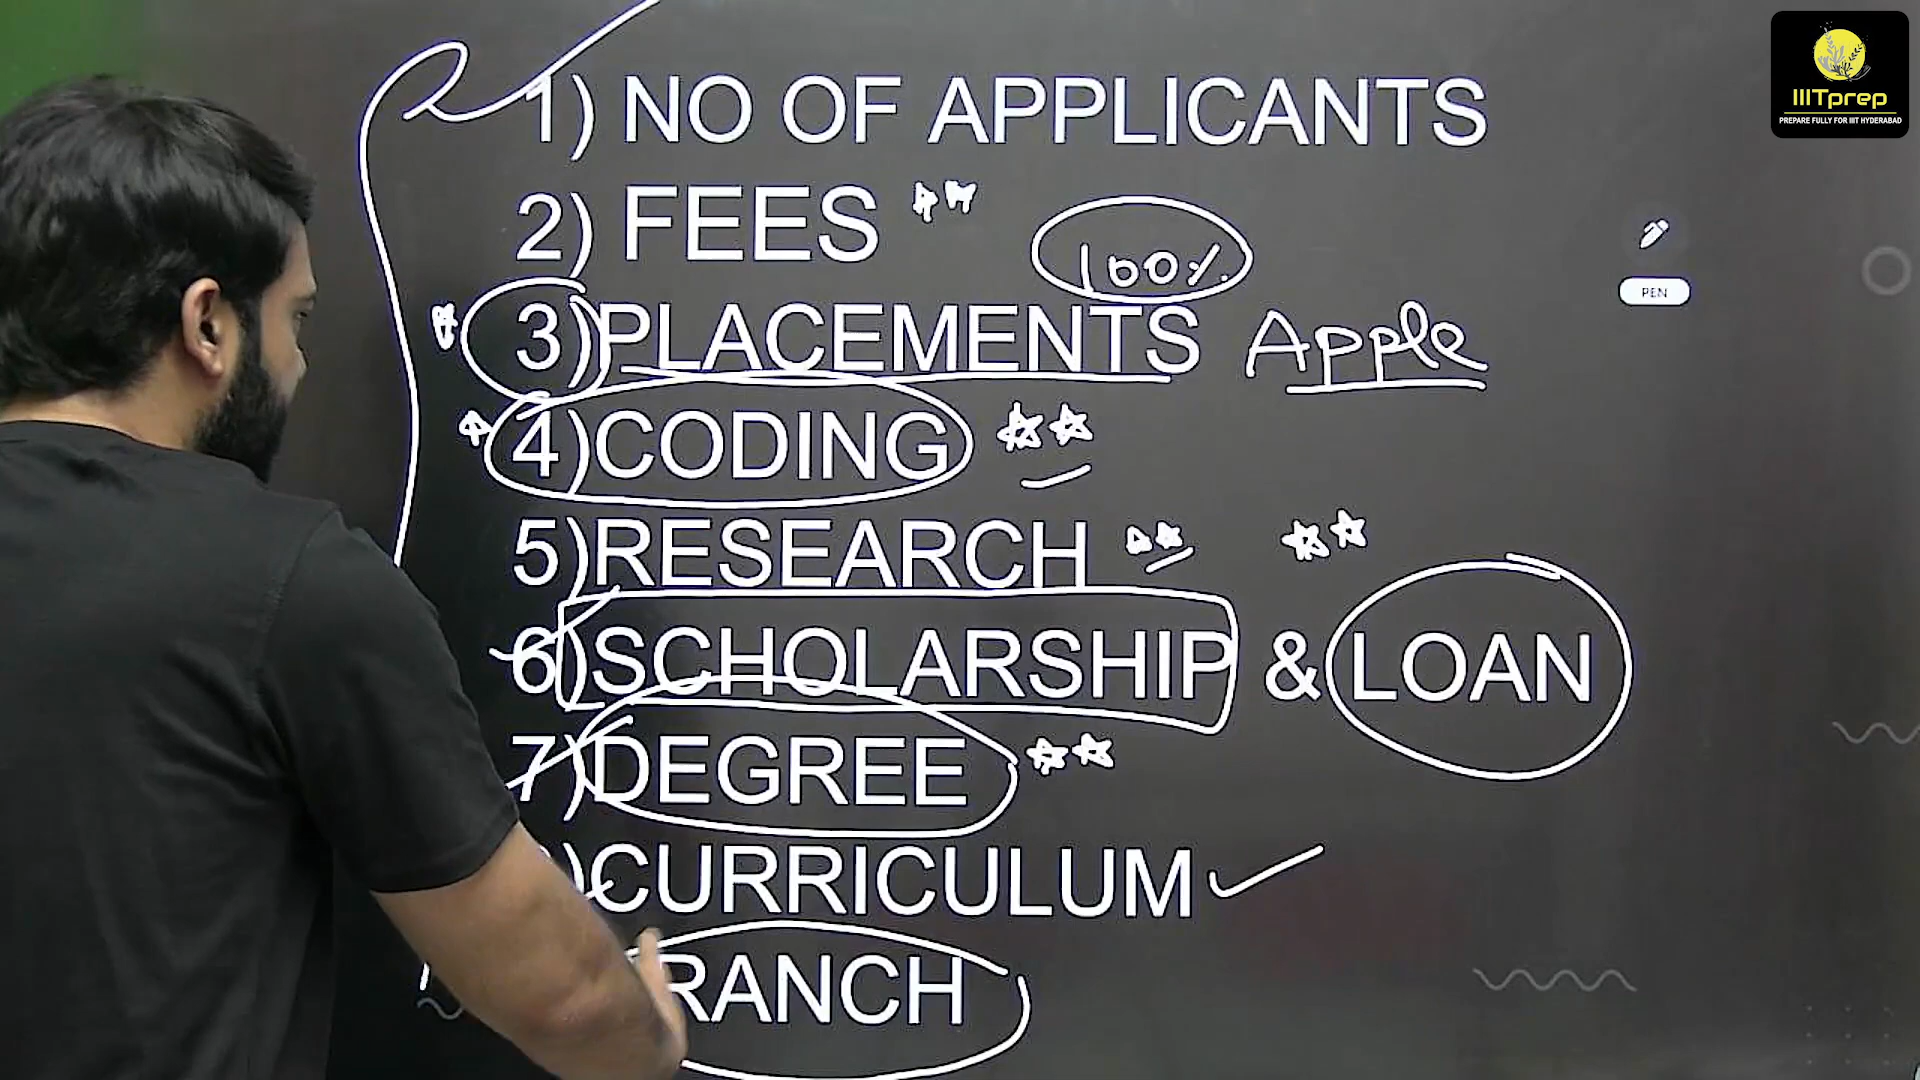 IIITprep
PREPARE FULLY FOR IIIT HYDERABAD
1) NO OF APPLICANTS
2) FEES
100%
PEN
3)PLACEMENTS Apple
4)CODING
5)RESEARCH
6)SCHOLARSHIP & LOAN
7)DEGREE
)CURRICULUM
RANCH